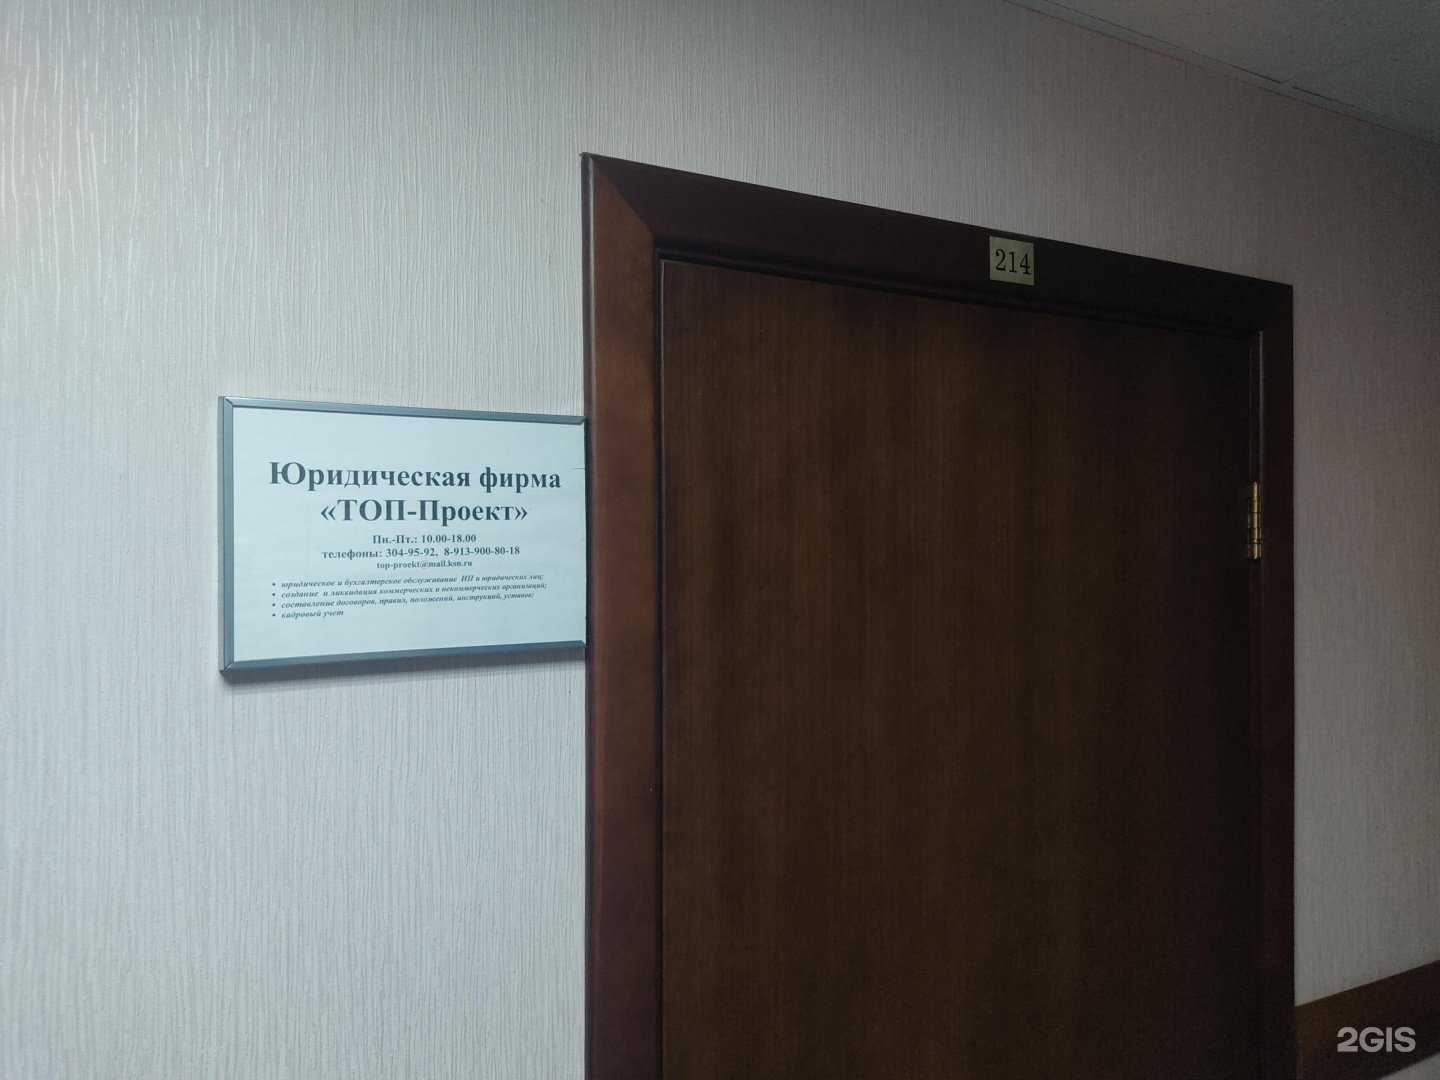 214
Юридическая фирма
«ТОП-Проект»
Пн.-Пт.: 10.00-18.00
телефоны: 304-95-92, 8-913-900-80-18
top-proekt@mail.ksn.ru
• юридическое и бухгалтерское обслуживание ИП и юридических лиц;
• создание и ликвидация коммерческих и некоммерческих организаций;
• составление договоров, правил, положений, инструкций, уставов;
• кадровый учет
2GIS